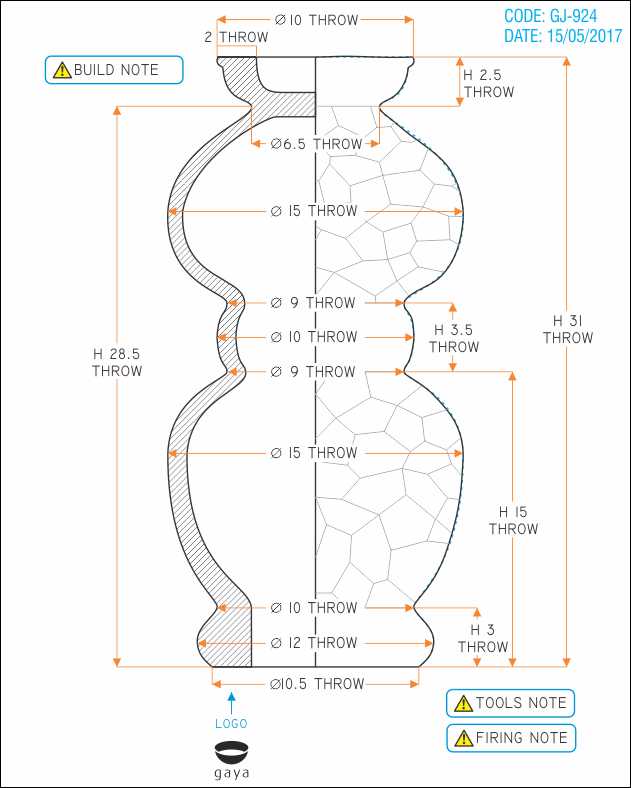 CODE: GJ-924
DATE: 15/05/2017
Ø 10 THROW
2 THROW
BUILD NOTE
H 2.5
THROW
Ø6.5 THROW
Ø 15 THROW
Ø 9 THROW
H 3.5
THROW
H 31
THROW
Ø 10 THROW
H 28.5
THROW
Ø 9 THROW
Ø 15 THROW
H 15
THROW
Ø 10 THROW
H 3
THROW
Ø 12 THROW
Ø10.5 THROW
TOOLS NOTE
LOGO
FIRING NOTE
gaya